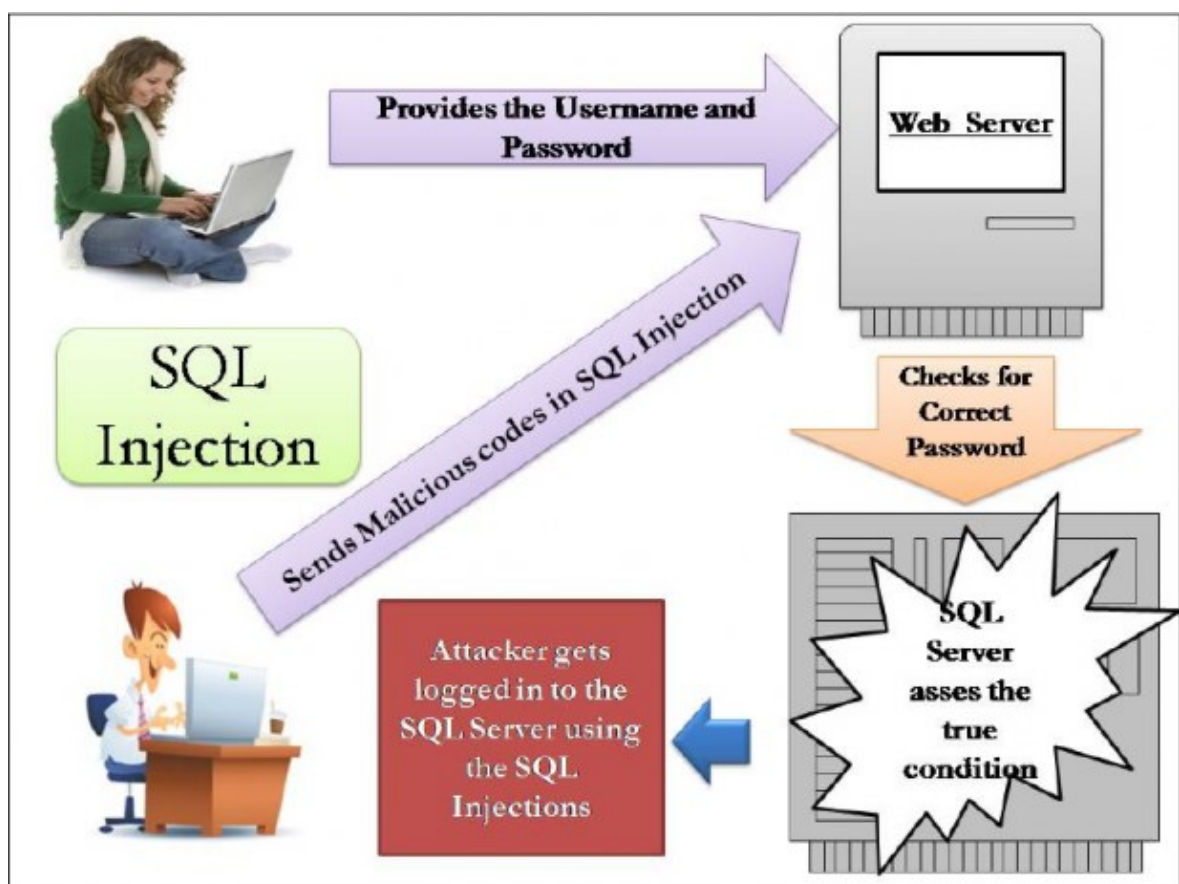 Provides the Username and
Password
Web Server
SQL
Injection
Sends Malicious codes in SQL Injection
Checks for
Correct
Password
SQL
Server
asses the
true
condition
Attacker gets
logged in to the
SQL Server using
the SQL
Injections